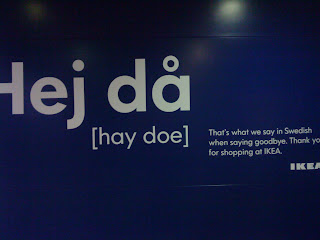 Hej då
[hay doe]
That's what we say in Swedish
when saying goodbye. Thank yo
for shopping at IKEA.
IKEA